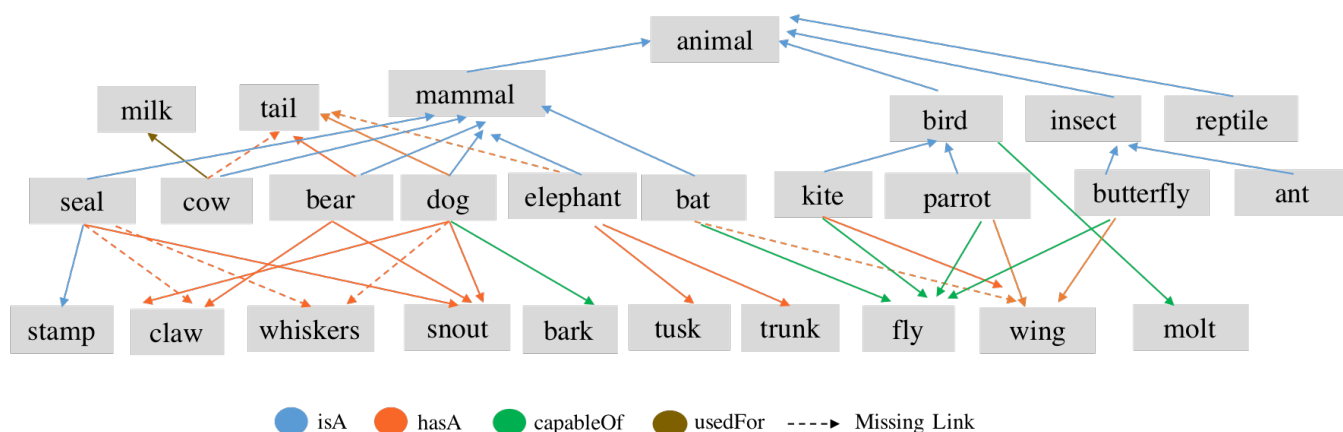 animal
mammal
milk
tail
bird
insect
reptile
seal
cow
bear
dog
elephant
bat
kite
parrot
butterfly
ant
stamp
claw
whiskers
snout
bark
tusk
trunk
fly
wing
molt
isA hasA capableOf usedFor Missing Link